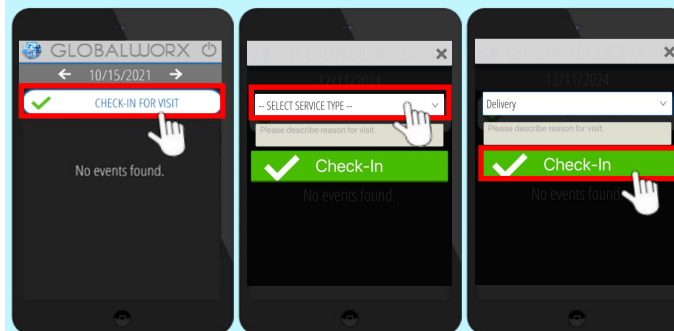 GLOBALWORX
10/15/2021
CHECK-IN FOR VISIT
No events found.
12/11/2024
-- SELECT SERVICE TYPE --
Please describe reason for visit.
Check-In
No events found.
12/11/2024
Delivery
Please describe reason for visit.
Check-In
No events found.